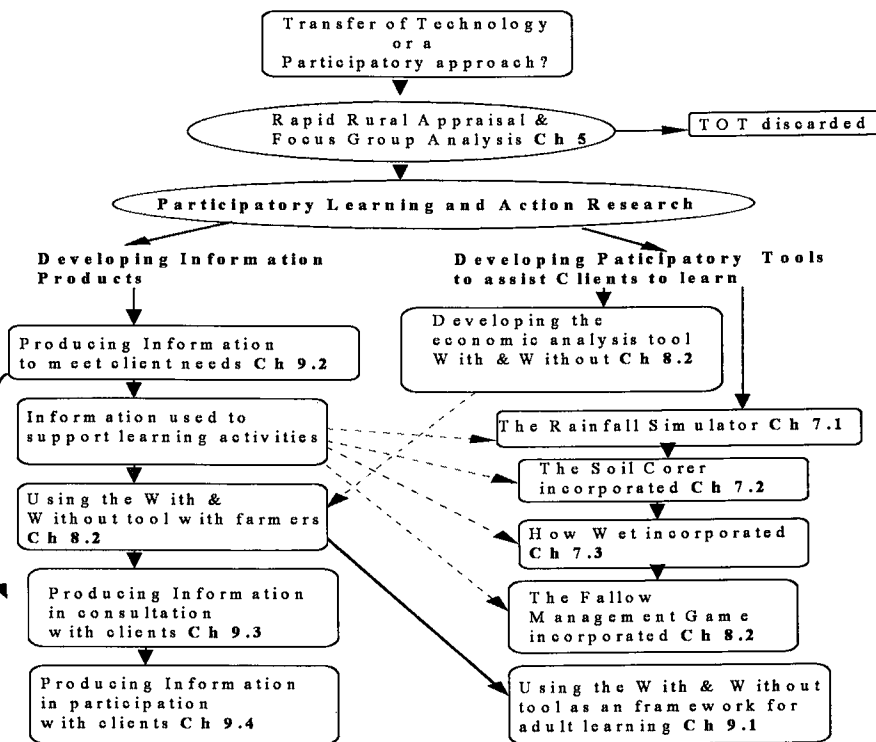 Transfer of Technology
or a
Participatory approach?
Rapid Rural Appraisal &
Focus Group Analysis Ch 5
TOT discarded
Participatory Learning and Action Research
Developing Information
Products
Developing Paticipatory Tools
to assist Clients to learn
Producing Information
to meet client needs Ch 9.2
Developing the
economic analysis tool
With & Without Ch 8.2
Information used to
support learning activities
The Rainfall Simulator Ch 7.1
The Soil Corer
incorporated Ch 7.2
Using the With &
Without tool with farmers
Ch 8.2
How Wet incorporated
Ch 7.3
Producing Information
in consultation
with clients Ch 9.3
The Fallow
Management Game
incorporated Ch 8.2
Producing Information
in participation
with clients Ch 9.4
Using the With & Without
tool as an framework for
adult learning Ch 9.1